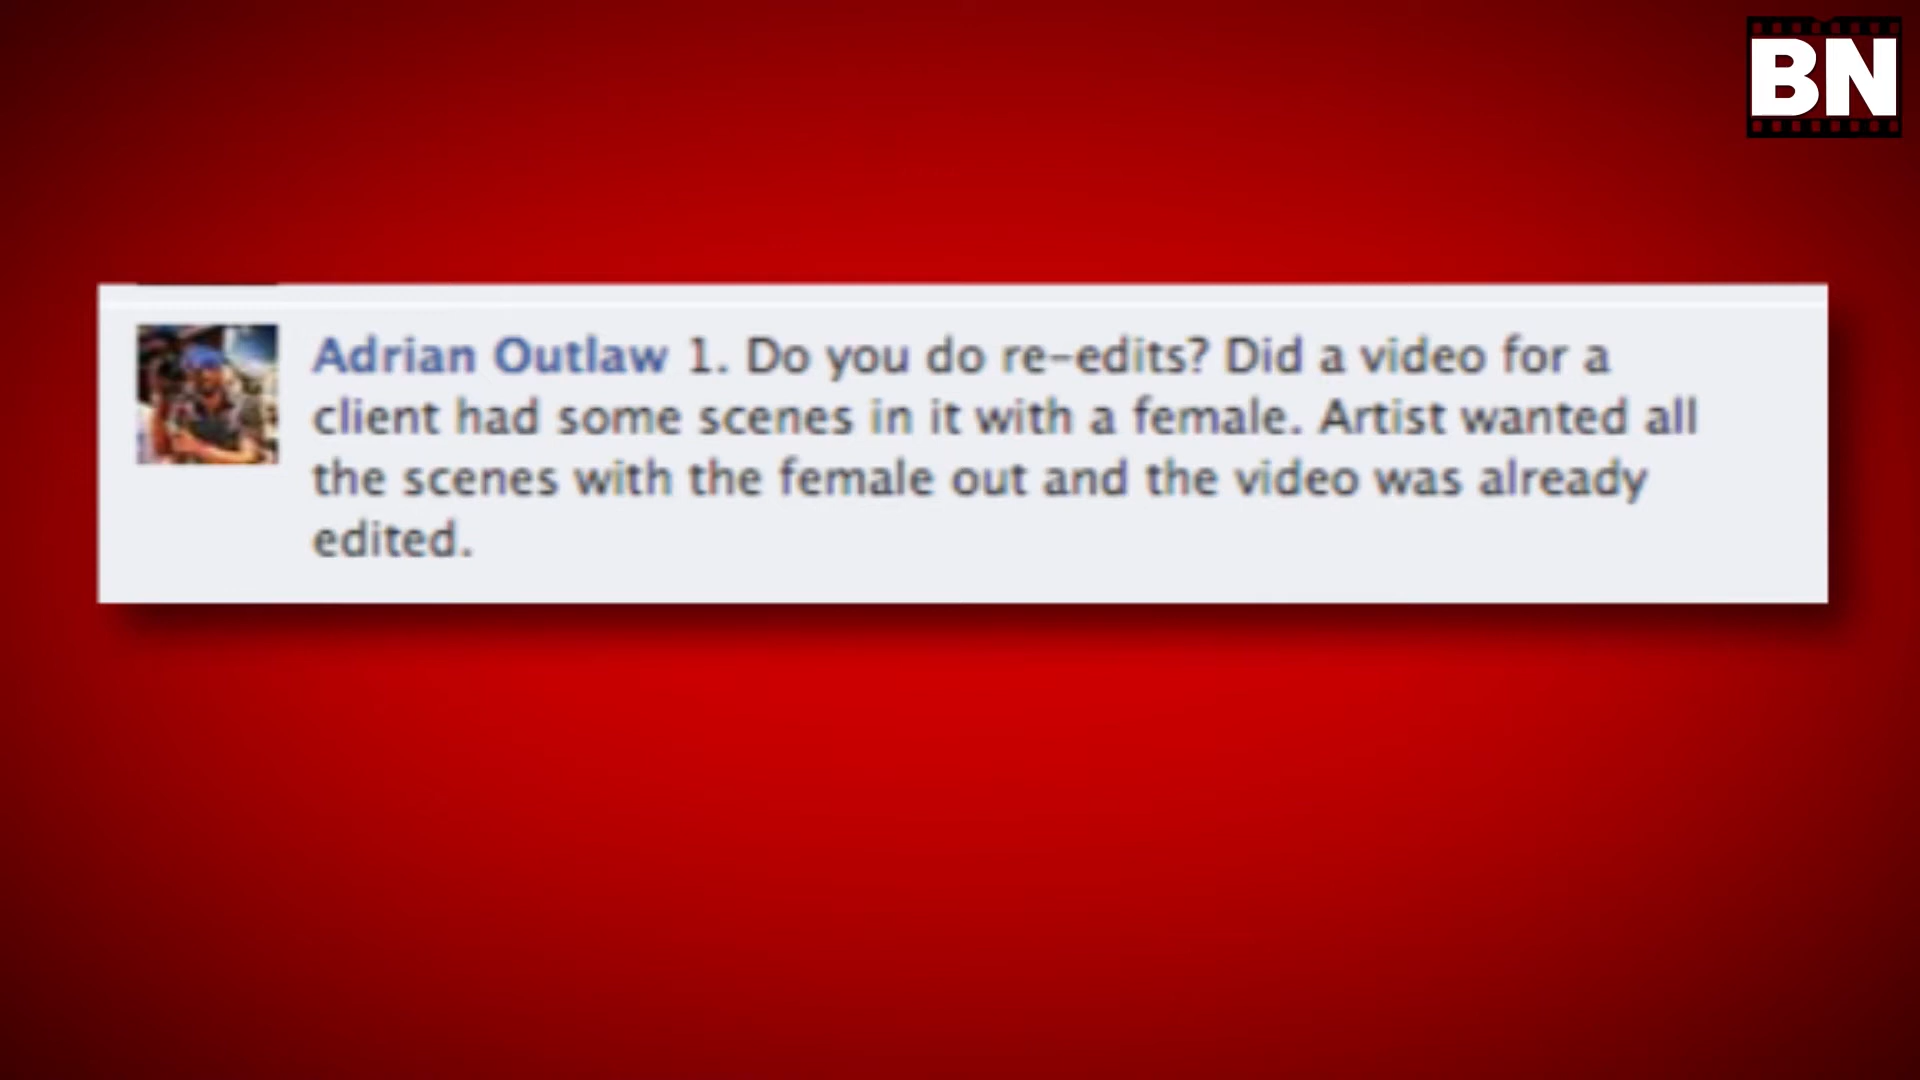 BN
Adrian Outlaw 1. Do you do re-edits? Did a video for a
client had some scenes in it with a female. Artist wanted all
the scenes with the female out and the video was already
edited.